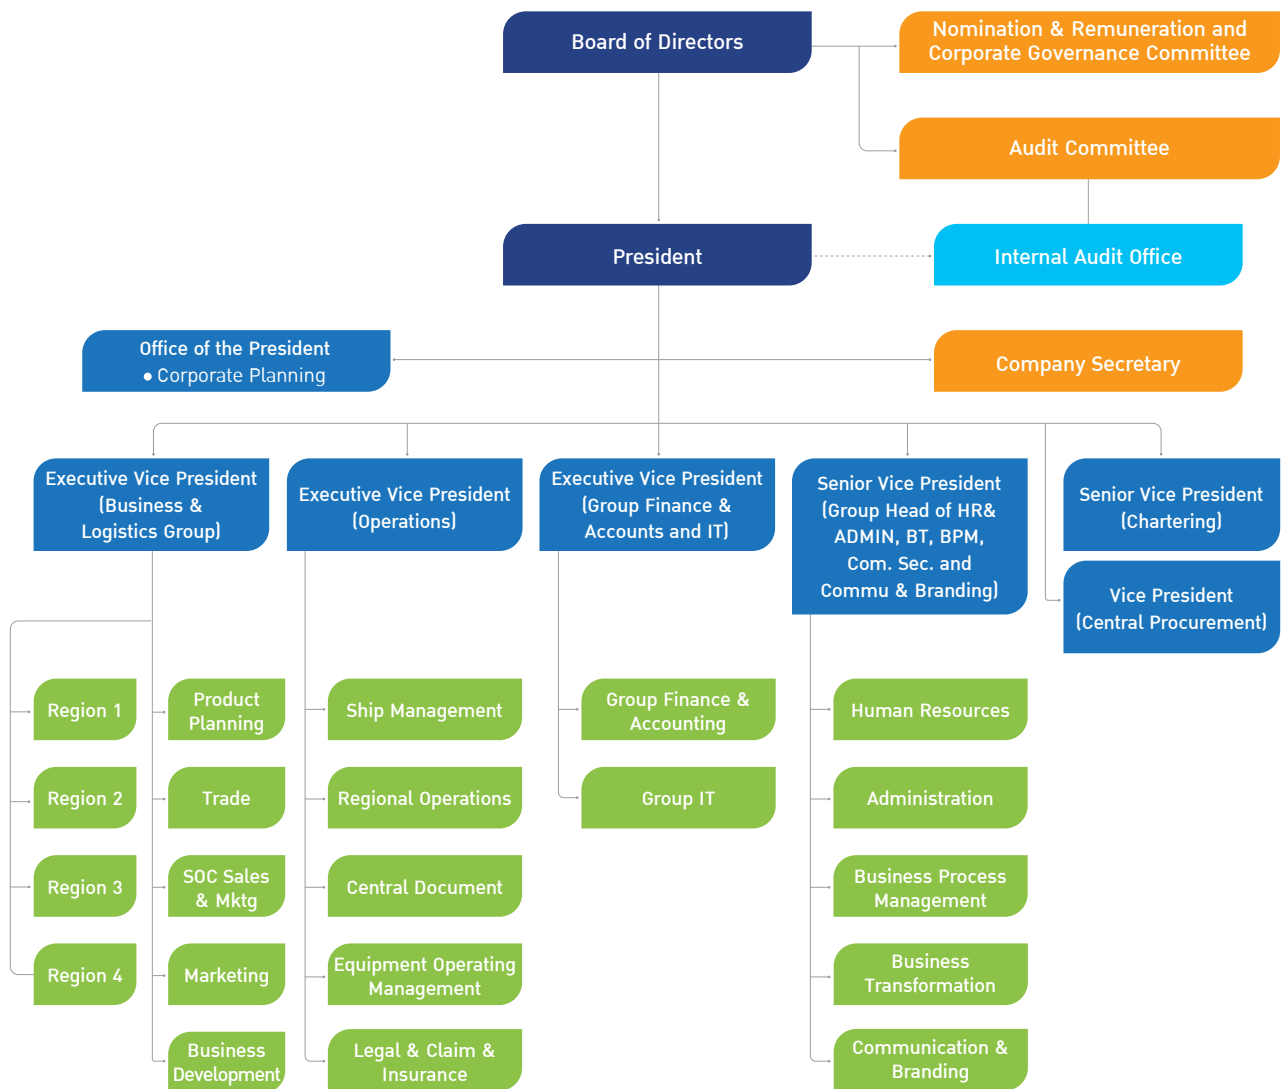 Board of Directors
Nomination & Remuneration and
Corporate Governance Committee
Audit Committee
President
Internal Audit Office
Office of the President
● Corporate Planning
Company Secretary
Executive Vice President
(Business &
Logistics Group)
Executive Vice President
(Operations)
Executive Vice President
(Group Finance &
Accounts and IT)
Senior Vice President
(Group Head of HR&
ADMIN, BT, BPM,
Com. Sec. and
Commu & Branding)
Senior Vice President
(Chartering)
Vice President
(Central Procurement)
Region 1
Region 2
Region 3
Region 4
Product
Planning
Trade
SOC Sales
& Mktg
Marketing
Business
Development
Ship Management
Regional Operations
Central Document
Equipment Operating
Management
Legal & Claim &
Insurance
Group Finance &
Accounting
Group IT
Human Resources
Administration
Business Process
Management
Business
Transformation
Communication &
Branding